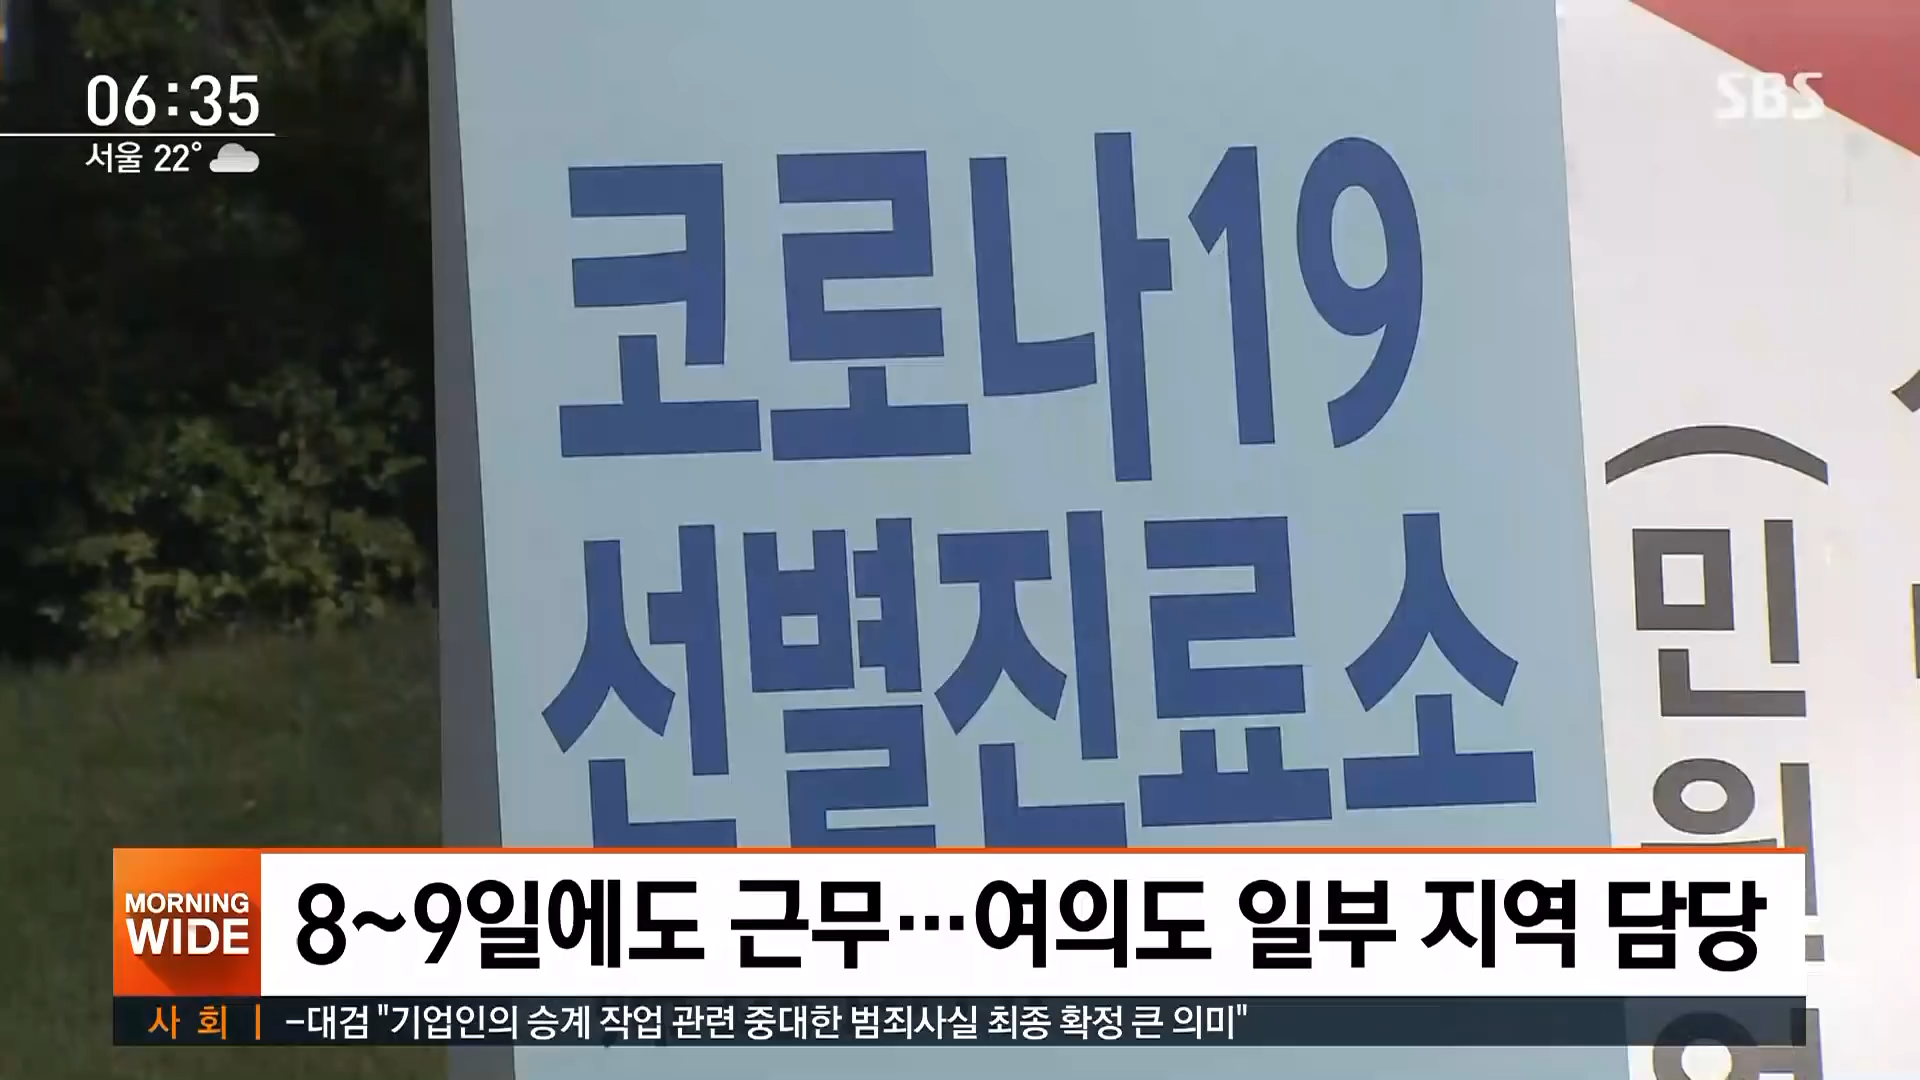 06:35
서울 22°
SBS
코로나19
선별진료소
(민의
MORNING
WIDE
8~9일에도 근무…여의도 일부 지역 담당
사 회 | -대검 "기업인의 승계 작업 관련 중대한 범죄사실 최종 확정 큰 의미"